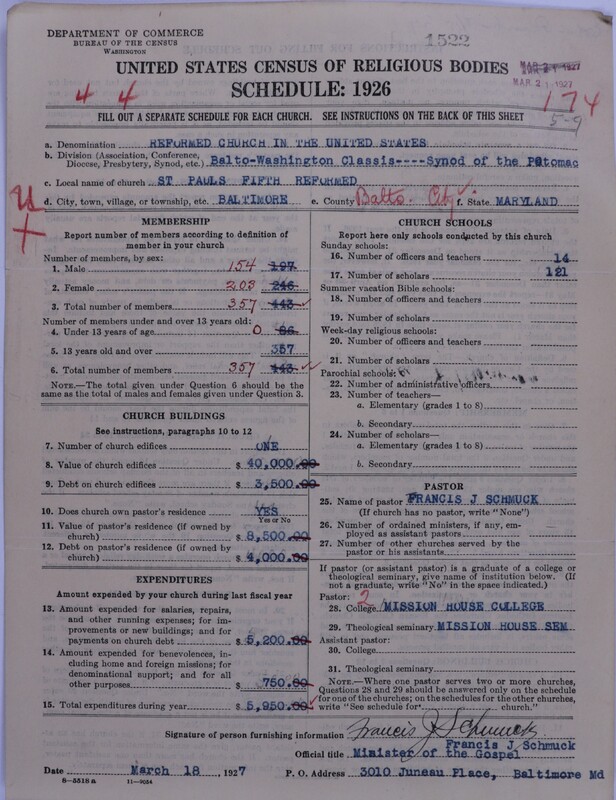 DEPARTMENT OF COMMERCE
BUREAU OF THE CENSUS
WASHINGTON
1522
MAR 21 1927
MAR 21 1927
UNITED STATES CENSUS OF RELIGIOUS BODIES
SCHEDULE: 1926
4 4
174
5-9
FILL OUT A SEPARATE SCHEDULE FOR EACH CHURCH. SEE INSTRUCTIONS ON THE BACK OF THIS SHEET
a. Denomination REFORMED CHURCH IN THE UNITED STATES
b. Division (Association, Conference, Diocese, Presbytery, Synod, etc.) Balto-Washington Classis----Synod of the Potomac
c. Local name of church ST PAULS FIFTH REFORMED
d. City, town, village, or township, etc. BALTIMORE e. County Balto. City f. State MARYLAND
MEMBERSHIP
Report number of members according to definition of member in your church
Number of members, by sex:
1. Male 154 197
2. Female 203 246
3. Total number of members 357 443
Number of members under and over 13 years old:
4. Under 13 years of age 0 86
5. 13 years old and over 357
6. Total number of members 357 443
NOTE.—The total given under Question 6 should be the same as the total of males and females given under Question 3.
CHURCH BUILDINGS
See instructions, paragraphs 10 to 12
7. Number of church edifices ONE
8. Value of church edifices $ 40,000.00
9. Debt on church edifices $ 3,500.00
10. Does church own pastor's residence YES
Yes or No
11. Value of pastor's residence (if owned by church) $ 8,500.00
12. Debt on pastor's residence (if owned by church) $ 4,000.00
EXPENDITURES
Amount expended by your church during last fiscal year
13. Amount expended for salaries, repairs, and other running expenses; for improvements or new buildings; and for payments on church debt $ 5,200.00
14. Amount expended for benevolences, including home and foreign missions; for denominational support; and for all other purposes $ 750.00
15. Total expenditures during year $ 5,950.00
CHURCH SCHOOLS
Report here only schools conducted by this church
Sunday schools:
16. Number of officers and teachers 14
17. Number of scholars 121
Summer vacation Bible schools:
18. Number of officers and teachers
19. Number of scholars
Week-day religious schools:
20. Number of officers and teachers
21. Number of scholars
Parochial schools:
22. Number of administrative officers
23. Number of teachers—
a. Elementary (grades 1 to 8)
b. Secondary
24. Number of scholars—
a. Elementary (grades 1 to 8)
b. Secondary
PASTOR
25. Name of pastor FRANCIS J SCHMUCK
(If church has no pastor, write "None")
26. Number of ordained ministers, if any, employed as assistant pastors
27. Number of other churches served by the pastor or his assistants
If pastor (or assistant pastor) is a graduate of a college or theological seminary, give name of institution below. (If not a graduate, write "No" in the space indicated.)
Pastor: 2
28. College MISSION HOUSE COLLEGE
29. Theological seminary MISSION HOUSE SEM
Assistant pastor:
30. College
31. Theological seminary
NOTE.—Where one pastor serves two or more churches, Questions 28 and 29 should be answered only on the schedule for one of the churches; on schedules for the other churches, write "See schedule for church."
Signature of person furnishing information Francis J. Schmuck
Francis J Schmuck
Official title Minister of the Gospel
Date March 18, 1927 P. O. Address 3010 Juneau Place, Baltimore Md
8—5518 a 11—9034